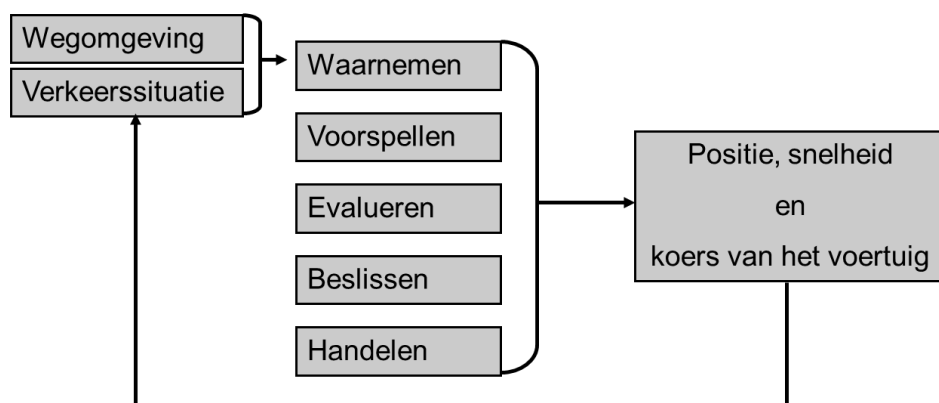 Wegomgeving
Verkeerssituatie
Waarnemen
Voorspellen
Evalueren
Beslissen
Handelen
Positie, snelheid
en
koers van het voertuig